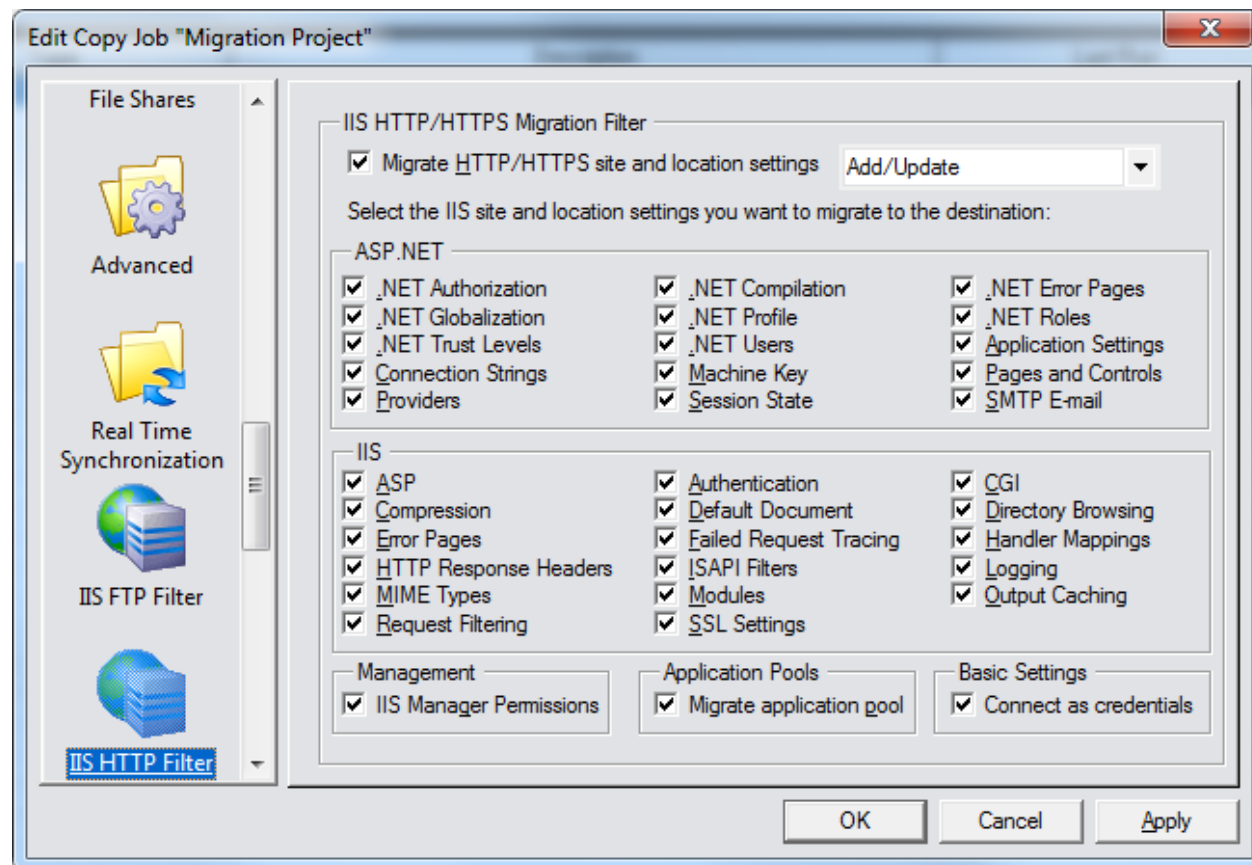 Edit Copy Job "Migration Project"
File Shares
Advanced
Real Time
Synchronization
IIS FTP Filter
IIS HTTP Filter
IIS HTTP/HTTPS Migration Filter
Migrate HTTP/HTTPS site and location settings Add/Update
Select the IIS site and location settings you want to migrate to the destination:
ASP.NET
.NET Authorization .NET Compilation .NET Error Pages
.NET Globalization .NET Profile .NET Roles
.NET Trust Levels .NET Users Application Settings
Connection Strings Machine Key Pages and Controls
Providers Session State SMTP E-mail
IIS
ASP Authentication CGI
Compression Default Document Directory Browsing
Error Pages Failed Request Tracing Handler Mappings
HTTP Response Headers ISAPI Filters Logging
MIME Types Modules Output Caching
Request Filtering SSL Settings
Management Application Pools Basic Settings
IIS Manager Permissions Migrate application pool Connect as credentials
OK Cancel Apply